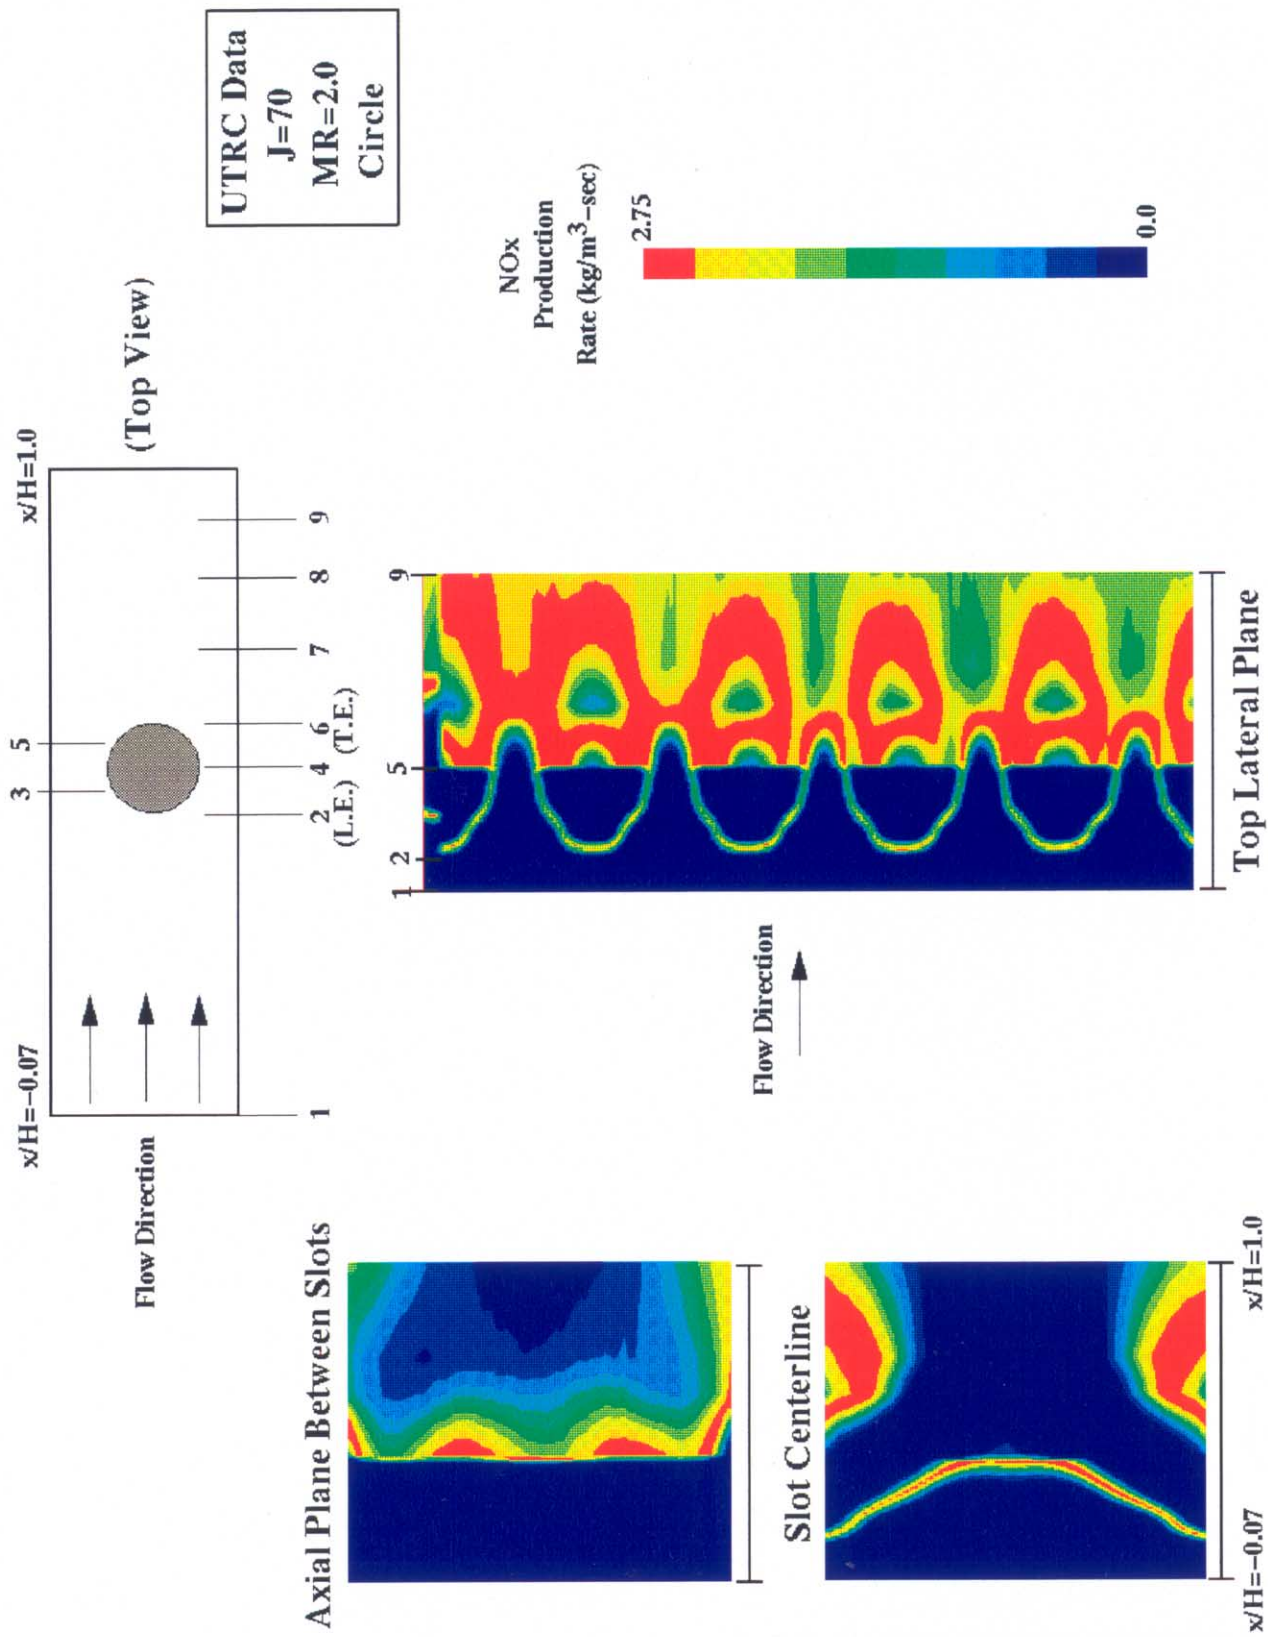 UTRC Data
J=70
MR=2.0
Circle
x/H=-0.07
x/H=1.0
(Top View)
Flow Direction
3
5
1
2
(L.E.)
4
6
(T.E.)
7
8
9
Axial Plane Between Slots
NOx
Production
Rate (kg/m³-sec)
2.75
0.0
1
2
5
9
Flow Direction
Slot Centerline
x/H=-0.07
x/H=1.0
Top Lateral Plane